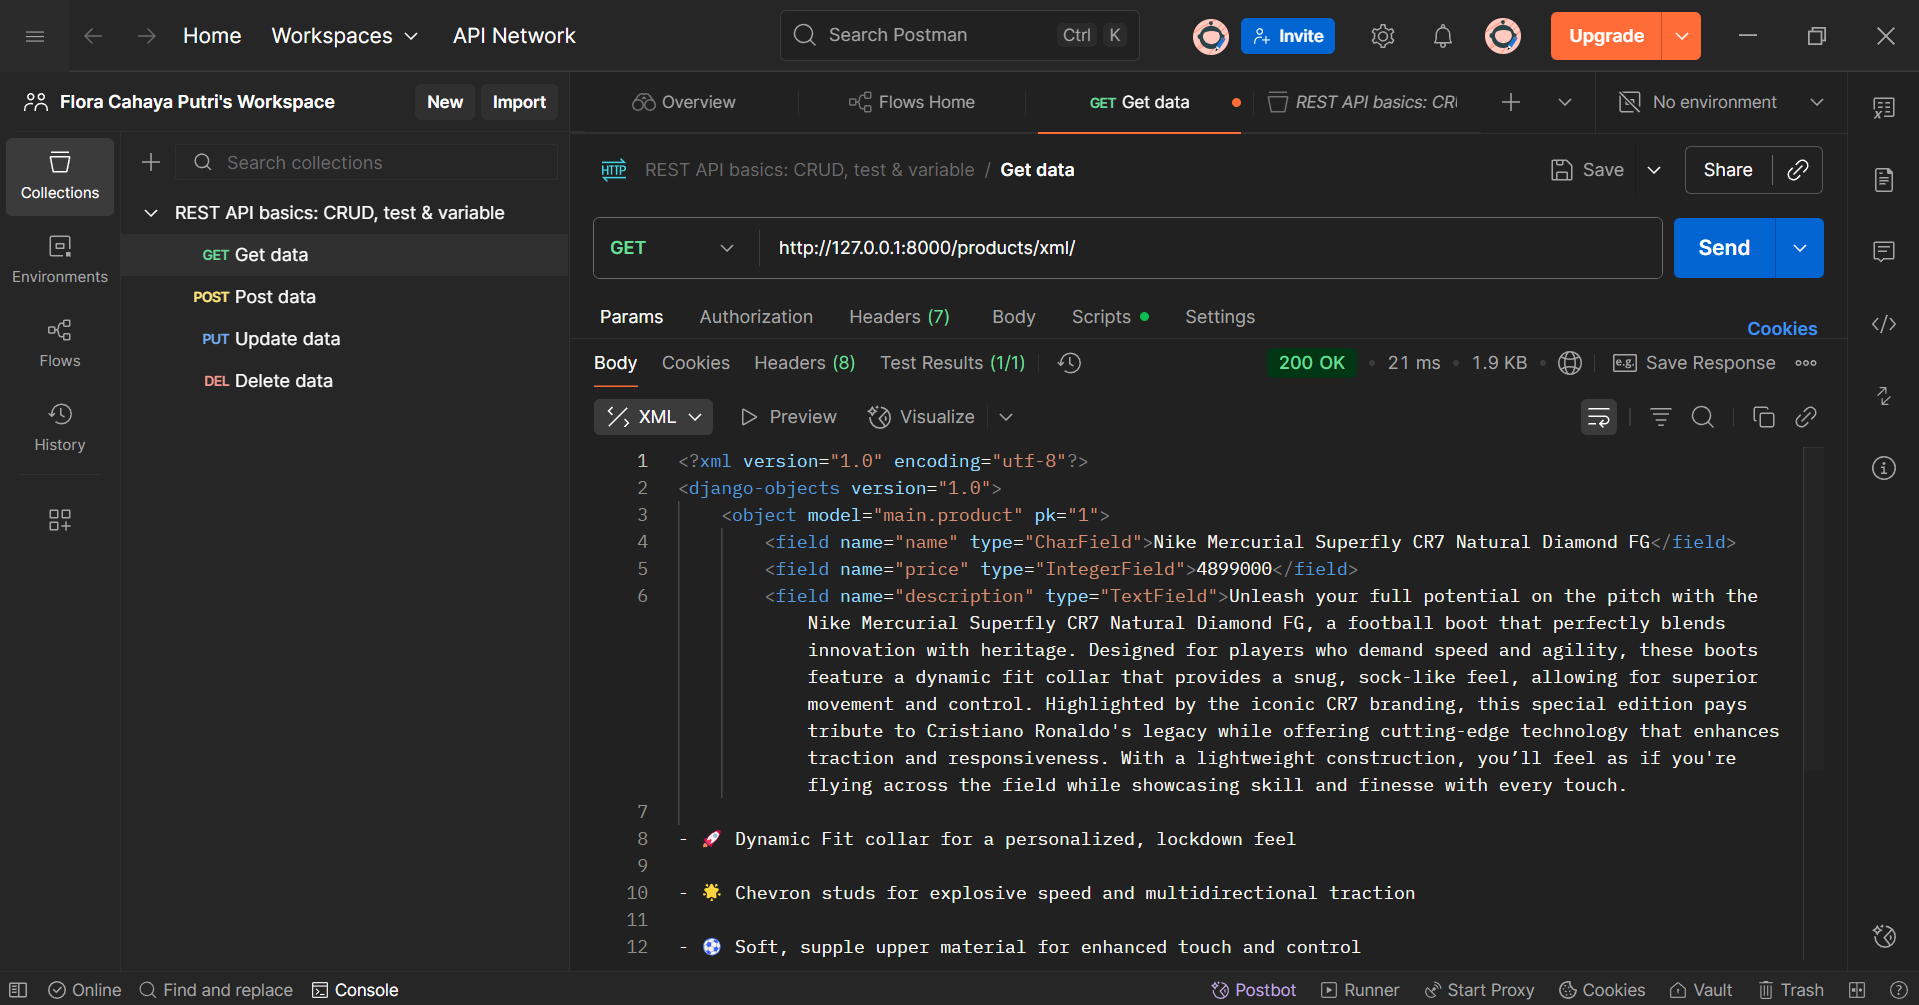 Home
Workspaces
API Network
Search Postman
Ctrl K
Invite
Upgrade
Flora Cahaya Putri's Workspace
New
Import
Overview
Flows Home
GET Get data
REST API basics: CRU
No environment
Collections
Environments
Flows
History
Search collections
REST API basics: CRUD, test & variable
GET Get data
POST Post data
PUT Update data
DEL Delete data
HTTP REST API basics: CRUD, test & variable / Get data
Save
Share
GET
http://127.0.0.1:8000/products/xml/
Send
Params
Authorization
Headers (7)
Body
Scripts
Settings
Cookies
Body
Cookies
Headers (8)
Test Results (1/1)
200 OK • 21 ms • 1.9 KB •
e.g. Save Response
XML
Preview
Visualize
1 <?xml version="1.0" encoding="utf-8"?>
2 <django-objects version="1.0">
3 <object model="main.product" pk="1">
4 <field name="name" type="CharField">Nike Mercurial Superfly CR7 Natural Diamond FG</field>
5 <field name="price" type="IntegerField">4899000</field>
6 <field name="description" type="TextField">Unleash your full potential on the pitch with the
Nike Mercurial Superfly CR7 Natural Diamond FG, a football boot that perfectly blends
innovation with heritage. Designed for players who demand speed and agility, these boots
feature a dynamic fit collar that provides a snug, sock-like feel, allowing for superior
movement and control. Highlighted by the iconic CR7 branding, this special edition pays
tribute to Cristiano Ronaldo's legacy while offering cutting-edge technology that enhances
traction and responsiveness. With a lightweight construction, you’ll feel as if you're
flying across the field while showcasing skill and finesse with every touch.
7
8 - 🚀 Dynamic Fit collar for a personalized, lockdown feel
9
10 - 🌟 Chevron studs for explosive speed and multidirectional traction
11
12 - ⚽ Soft, supple upper material for enhanced touch and control
Online
Find and replace
Console
Postbot
Runner
Start Proxy
Cookies
Vault
Trash